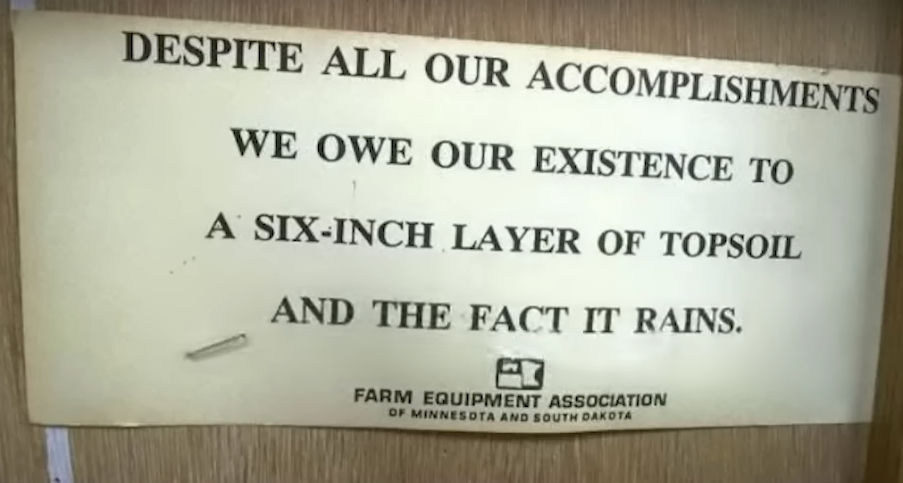 DESPITE ALL OUR ACCOMPLISHMENTS
WE OWE OUR EXISTENCE TO
A SIX-INCH LAYER OF TOPSOIL
AND THE FACT IT RAINS.
FARM EQUIPMENT ASSOCIATION
OF MINNESOTA AND SOUTH DAKOTA